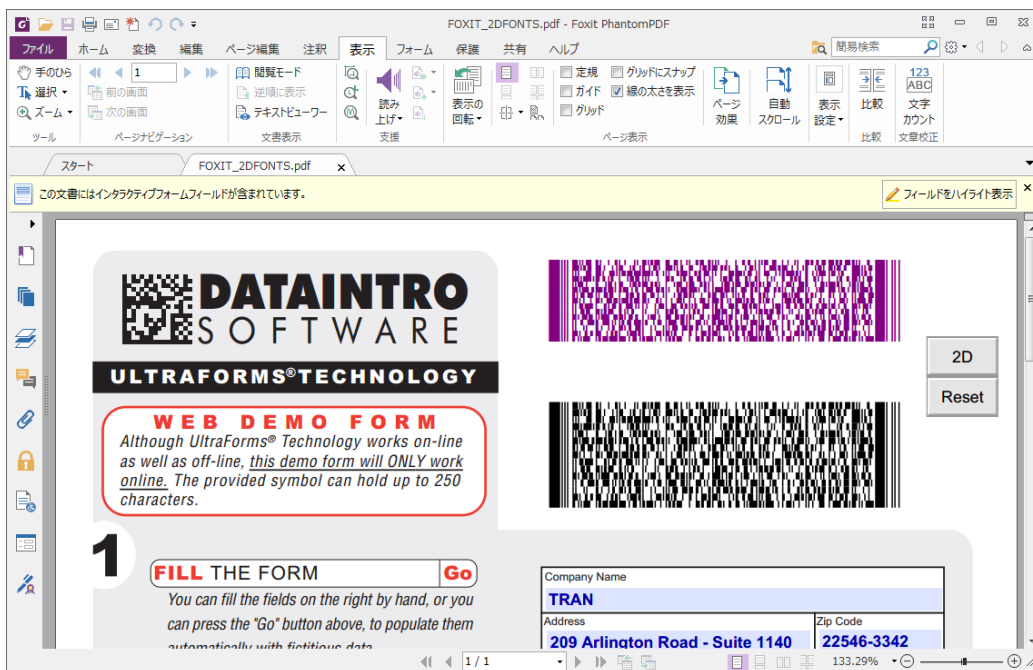 FOXIT_2DFONTS.pdf - Foxit PhantomPDF
ファイル ホーム 変換 編集 ページ編集 注釈 表示 フォーム 保護 共有 ヘルプ 簡易検索
手のひら
選択
ズーム
ツール
1
前の画面
次の画面
ページナビゲーション
閲覧モード
逆順に表示
テキストビューワー
文書表示
読み
上げ
支援
表示の
回転
定規
ガイド
グリッド
グリッドにスナップ
線の太さを表示
ページ表示
ページ
効果
自動
スクロール
表示
設定
比較
比較
123
ABC
文字
カウント
文章校正
スタート FOXIT_2DFONTS.pdf x
この文書にはインタラクティブフォームフィールドが含まれています。 フィールドをハイライト表示 x
DATAINTRO
SOFTWARE
ULTRAFORMS®TECHNOLOGY
WEB DEMO FORM
Although UltraForms® Technology works on-line
as well as off-line, this demo form will ONLY work
online. The provided symbol can hold up to 250
characters.
2D
Reset
1
FILL THE FORM Go
You can fill the fields on the right by hand, or you
can press the "Go" button above, to populate them
automatically with fictitious data
Company Name
TRAN
Address
209 Arlington Road - Suite 1140
Zip Code
22546-3342
1 / 1
133.29%